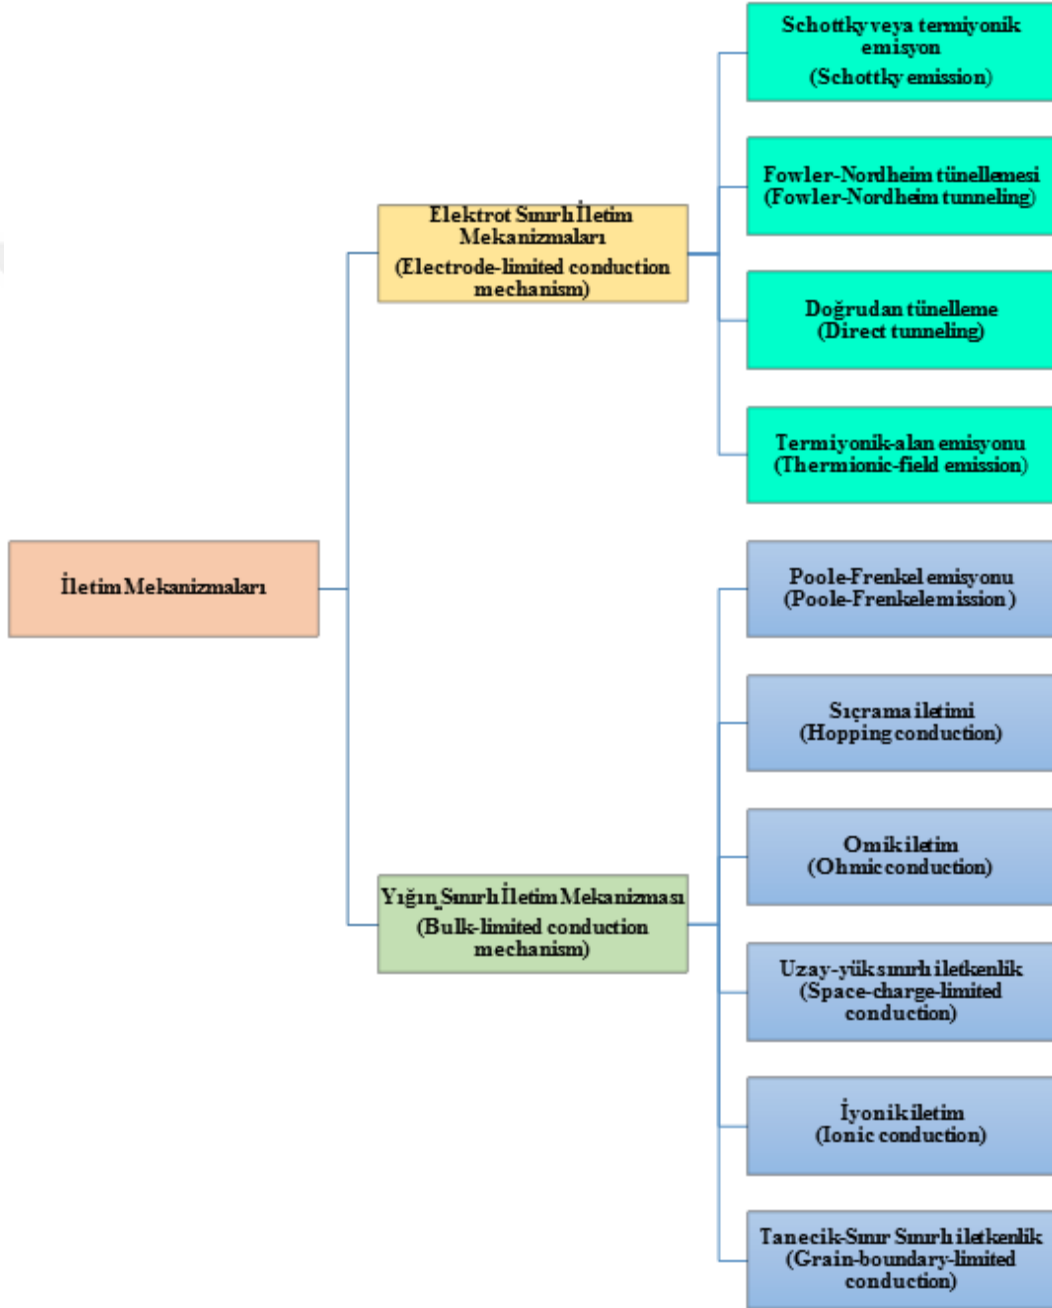 Schottky veya termiyonik
emisyon
(Schottky emission)
Fowler-Nordheim tünellemesi
(Fowler-Nordheim tunneling)
Elektrot Sınırlı İletim
Mekanizmaları
(Electrode-limited conduction
mechanism)
Doğrudan tünelleme
(Direct tunneling)
Termiyonik-alan emisyonu
(Thermionic-field emission)
İletim Mekanizmaları
Poole-Frenkel emisyonu
(Poole-Frenkel emission)
Sıçrama iletimi
(Hopping conduction)
Omik iletim
(Ohmic conduction)
Yığın Sınırlı İletim Mekanizması
(Bulk-limited conduction
mechanism)
Uzay-yük sınırlı iletkenlik
(Space-charge-limited
conduction)
İyonik iletim
(Ionic conduction)
Tanecik-Sınır Sınırlı iletkenlik
(Grain-boundary-limited
conduction)